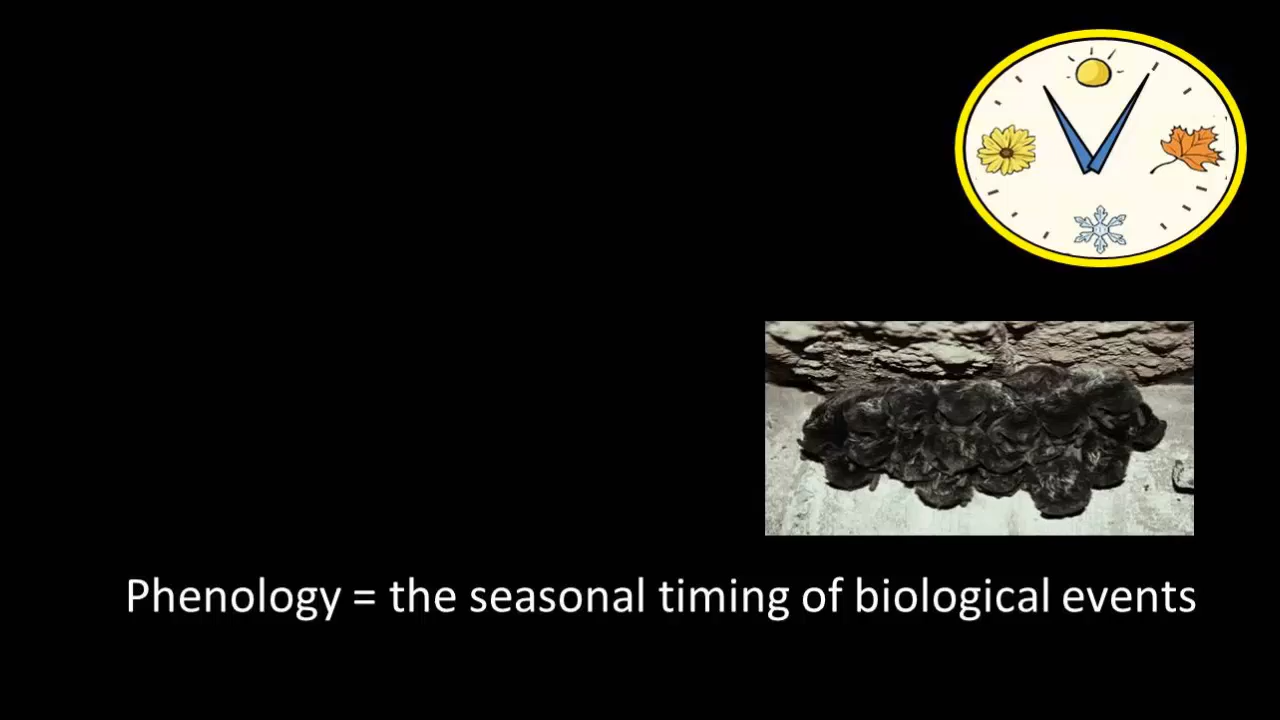 Phenology = the seasonal timing of biological events